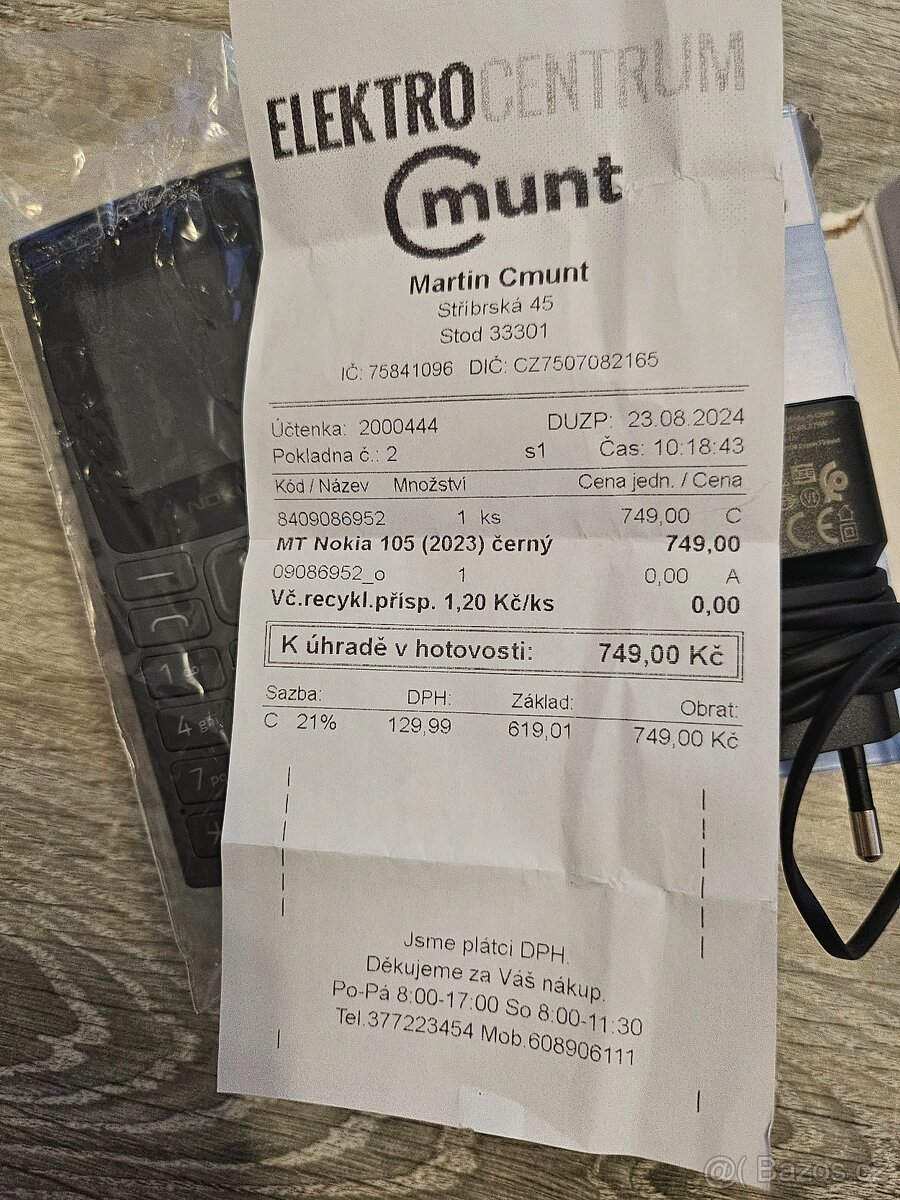 ELEKTROCENTRUM
Cmunt
Martin Cmunt
Stříbrská 45
Stod 33301
IČ: 75841096 DIČ: CZ7507082165
Účtenka: 2000444 DUZP: 23.08.2024
Pokladna č.: 2 s1 Čas: 10:18:43
Kód / Název Množství Cena jedn. / Cena
8409086952 1 ks 749,00 C
MT Nokia 105 (2023) černý 749,00
09086952_o 1 0,00 A
Vč.recykl.přísp. 1,20 Kč/ks 0,00
K úhradě v hotovosti: 749,00 Kč
Sazba: DPH: Základ: Obrat:
C 21% 129,99 619,01 749,00 Kč
Jsme plátci DPH.
Děkujeme za Váš nákup.
Po-Pá 8:00-17:00 So 8:00-11:30
Tel.377223454 Mob.608906111
1
4
7
*
CE
Bazos.cz